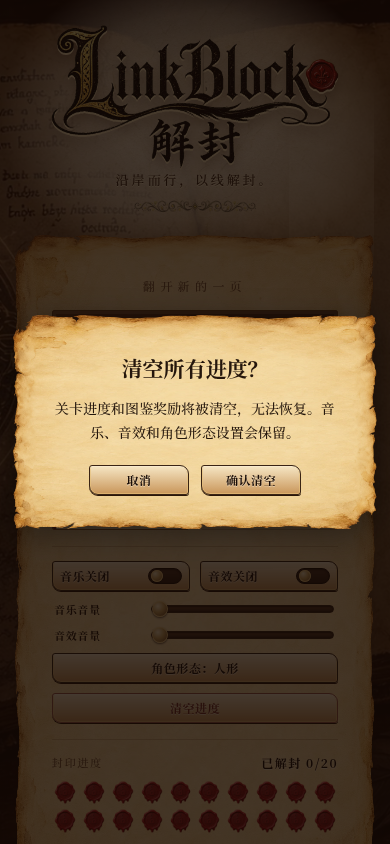 LinkBlock
解封
沿岸而行，以线解封。
翻开新的一页
清空所有进度？
关卡进度和图鉴奖励将被清空，无法恢复。音
乐、音效和角色形态设置会保留。
取消
确认清空
音乐关闭
音效关闭
音乐音量
音效音量
角色形态：人形
清空进度
封印进度
已解封 0/20